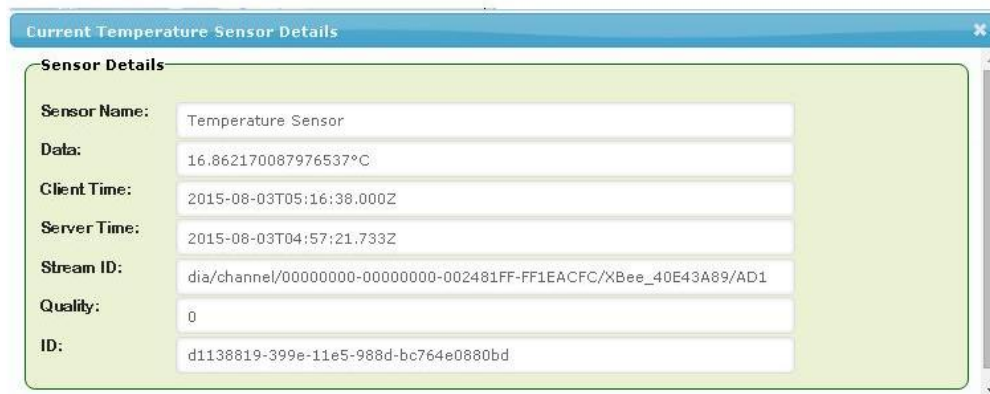 Current Temperature Sensor Details
Sensor Details
Sensor Name: Temperature Sensor
Data: 16.862170087976537°C
Client Time: 2015-08-03T05:16:38.000Z
Server Time: 2015-08-03T04:57:21.733Z
Stream ID: dia/channel/00000000-00000000-002481FF-FF1EACFC/XBee_40E43A89/AD1
Quality: 0
ID: d1138819-399e-11e5-988d-bc764e0880bd